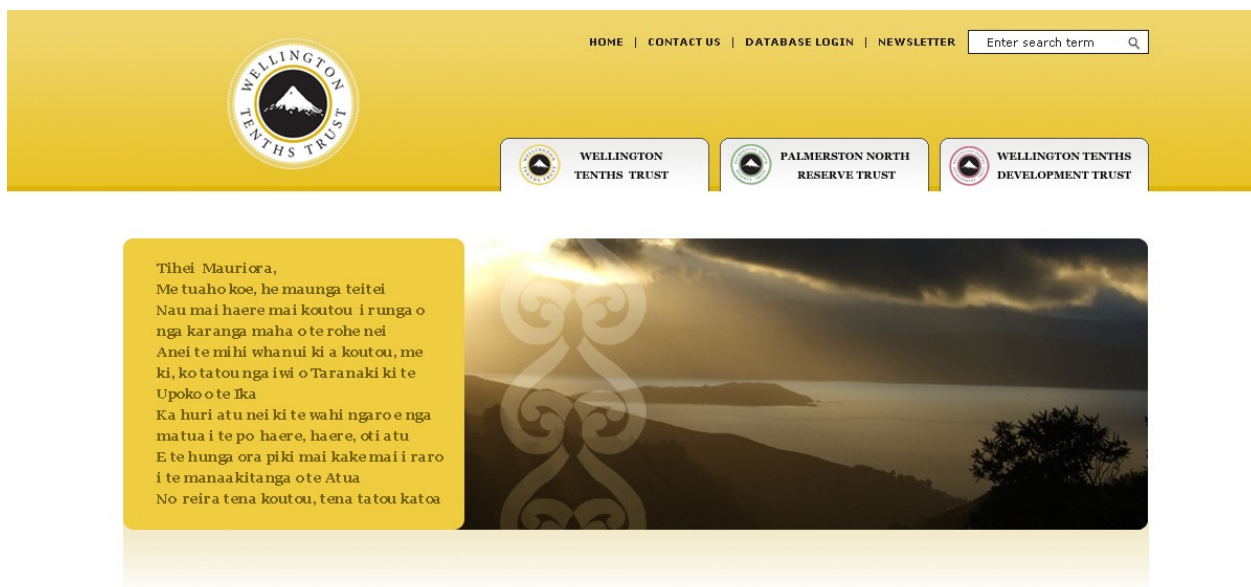 WELLINGTON TENTHS TRUST
HOME | CONTACT US | DATABASE LOGIN | NEWSLETTER
Enter search term
WELLINGTON
TENTHS TRUST
PALMERSTON NORTH
RESERVE TRUST
WELLINGTON TENTHS
DEVELOPMENT TRUST
Tihei Mauriora,
Me tuaho koe, he maunga teitei
Nau mai haere mai koutou i runga o
nga karanga maha o te rohe nei
Anei te mihi whanui ki a koutou, me
ki, ko tatou nga iwi o Taranaki ki te
Upoko o te Ika
Ka huri atu nei ki te wahi ngaro e nga
matua i te po haere, haere, oti atu
E te hunga ora piki mai kake mai i raro
i te manaakitanga o te Atua
No reira tena koutou, tena tatou katoa